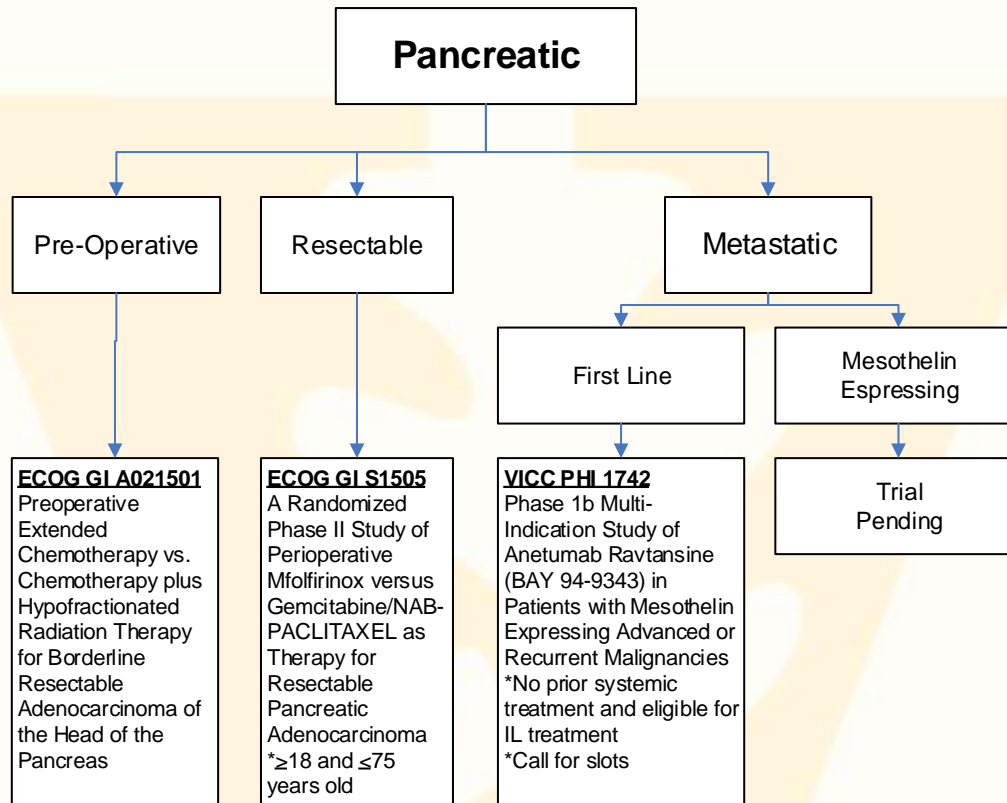 Pancreatic
Pre-Operative
Resectable
Metastatic
First Line
Mesothelin
Espressing
ECOG GI A021501
Preoperative
Extended
Chemotherapy vs.
Chemotherapy plus
Hypofractionated
Radiation Therapy
for Borderline
Resectable
Adenocarcinoma of
the Head of the
Pancreas
ECOG GI S1505
A Randomized
Phase II Study of
Perioperative
Mfolfirinox versus
Gemcitabine/NAB-
PACLITAXEL as
Therapy for
Resectable
Pancreatic
Adenocarcinoma
*≥18 and ≤75
years old
VICC PHI 1742
Phase 1b Multi-
Indication Study of
Anetumab Ravtansine
(BAY 94-9343) in
Patients with Mesothelin
Expressing Advanced or
Recurrent Malignancies
*No prior systemic
treatment and eligible for
IL treatment
*Call for slots
Trial
Pending